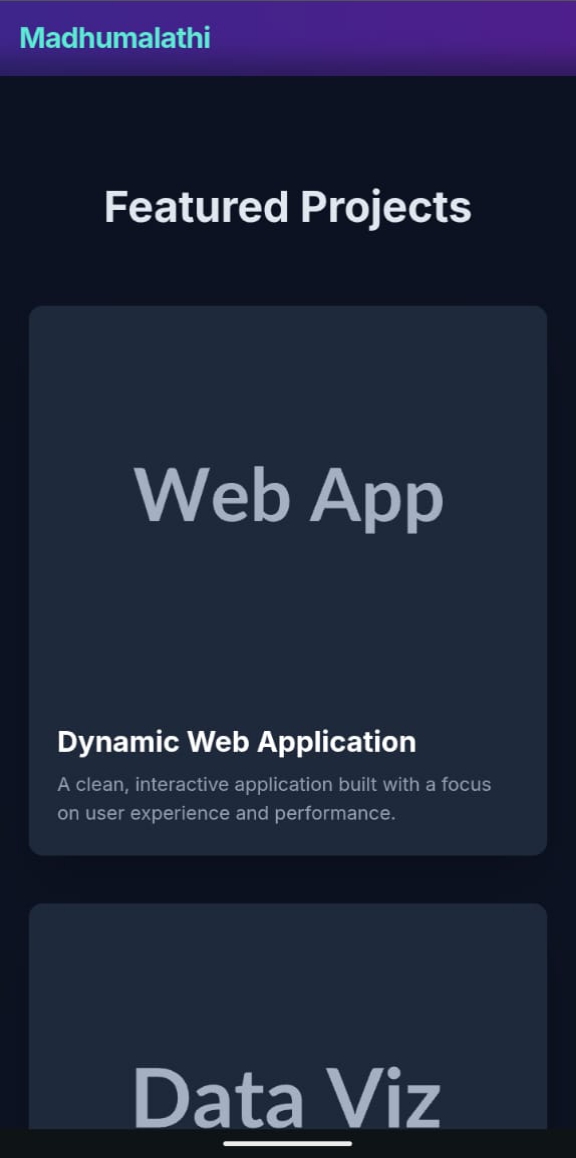 Madhumalathi
Featured Projects
Web App
Dynamic Web Application
A clean, interactive application built with a focus
on user experience and performance.
Data Viz